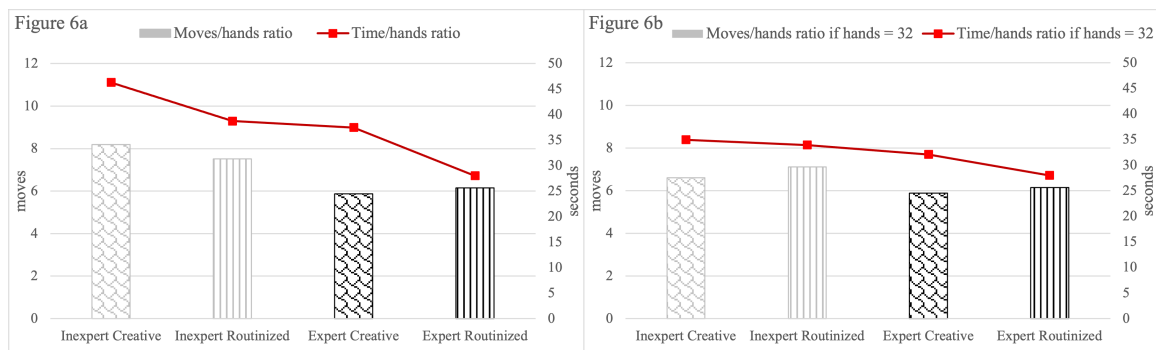 Figure 6a
Moves/hands ratio
Time/hands ratio
12
10
8
6
4
2
0
moves
50
45
40
35
30
25
20
15
10
5
0
seconds
Inexpert Creative
Inexpert Routinized
Expert Creative
Expert Routinized
Figure 6b
Moves/hands ratio if hands = 32
Time/hands ratio if hands = 32
12
10
8
6
4
2
0
moves
50
45
40
35
30
25
20
15
10
5
0
seconds
Inexpert Creative
Inexpert Routinized
Expert Creative
Expert Routinized